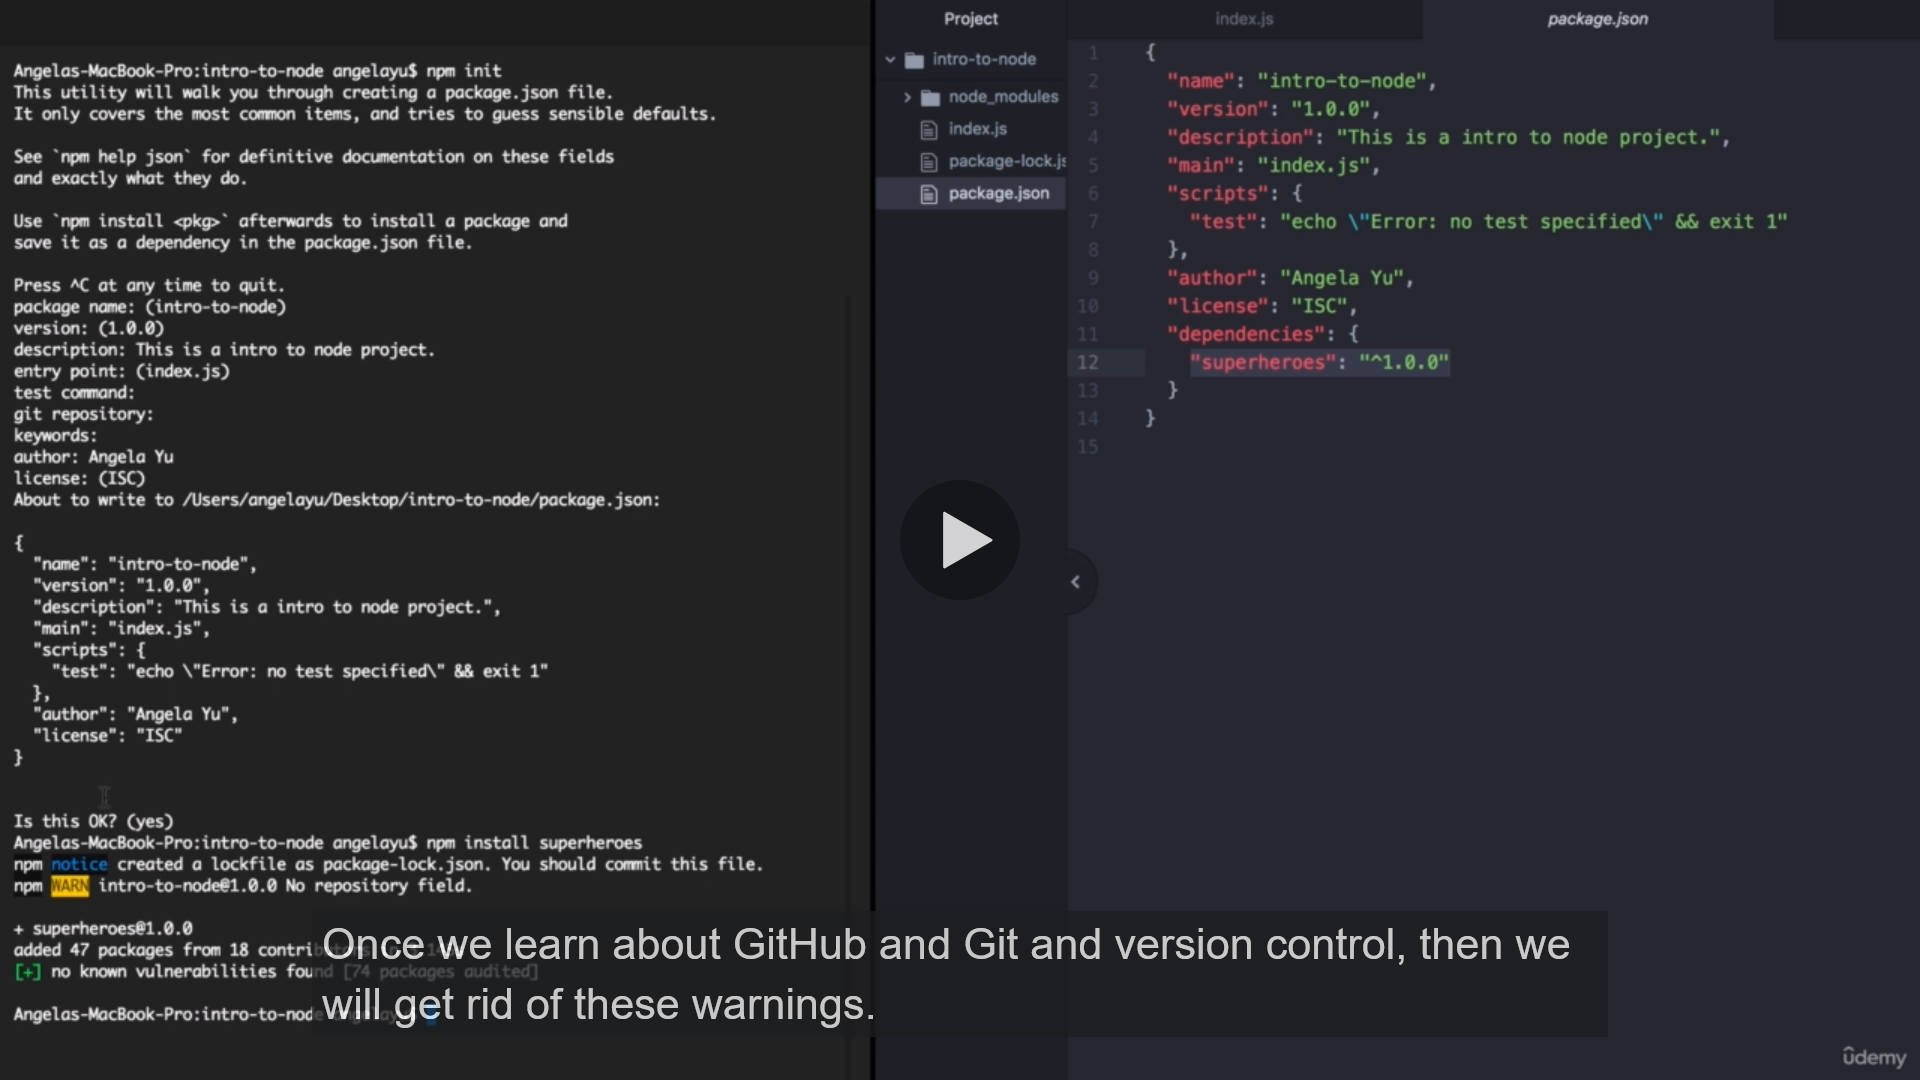 Angelas-MacBook-Pro:intro-to-node angelayu$ npm init
This utility will walk you through creating a package.json file.
It only covers the most common items, and tries to guess sensible defaults.
See `npm help json` for definitive documentation on these fields
and exactly what they do.
Use `npm install <pkg>` afterwards to install a package and
save it as a dependency in the package.json file.
Press ^C at any time to quit.
package name: (intro-to-node)
version: (1.0.0)
description: This is a intro to node project.
entry point: (index.js)
test command:
git repository:
keywords:
author: Angela Yu
license: (ISC)
About to write to /Users/angelayu/Desktop/intro-to-node/package.json:
{
"name": "intro-to-node",
"version": "1.0.0",
"description": "This is a intro to node project.",
"main": "index.js",
"scripts": {
"test": "echo \"Error: no test specified\" && exit 1"
},
"author": "Angela Yu",
"license": "ISC"
}
Is this OK? (yes)
Angelas-MacBook-Pro:intro-to-node angelayu$ npm install superheroes
npm notice created a lockfile as package-lock.json. You should commit this file.
npm WARN intro-to-node@1.0.0 No repository field.
+ superheroes@1.0.0
added 47 packages from 18
[+] no known vulnerabilities found [74 packages audited]
Angelas-MacBook-Pro:intro-to-node
Project
intro-to-node
node_modules
index.js
package-lock.js
package.json
index.js
package.json
1 {
2 "name": "intro-to-node",
3 "version": "1.0.0",
4 "description": "This is a intro to node project.",
5 "main": "index.js",
6 "scripts": {
7 "test": "echo \"Error: no test specified\" && exit 1"
8 },
9 "author": "Angela Yu",
10 "license": "ISC",
11 "dependencies": {
12 "superheroes": "^1.0.0"
13 }
14 }
15
Once we learn about GitHub and Git and version control, then we
will get rid of these warnings.
ûdemy